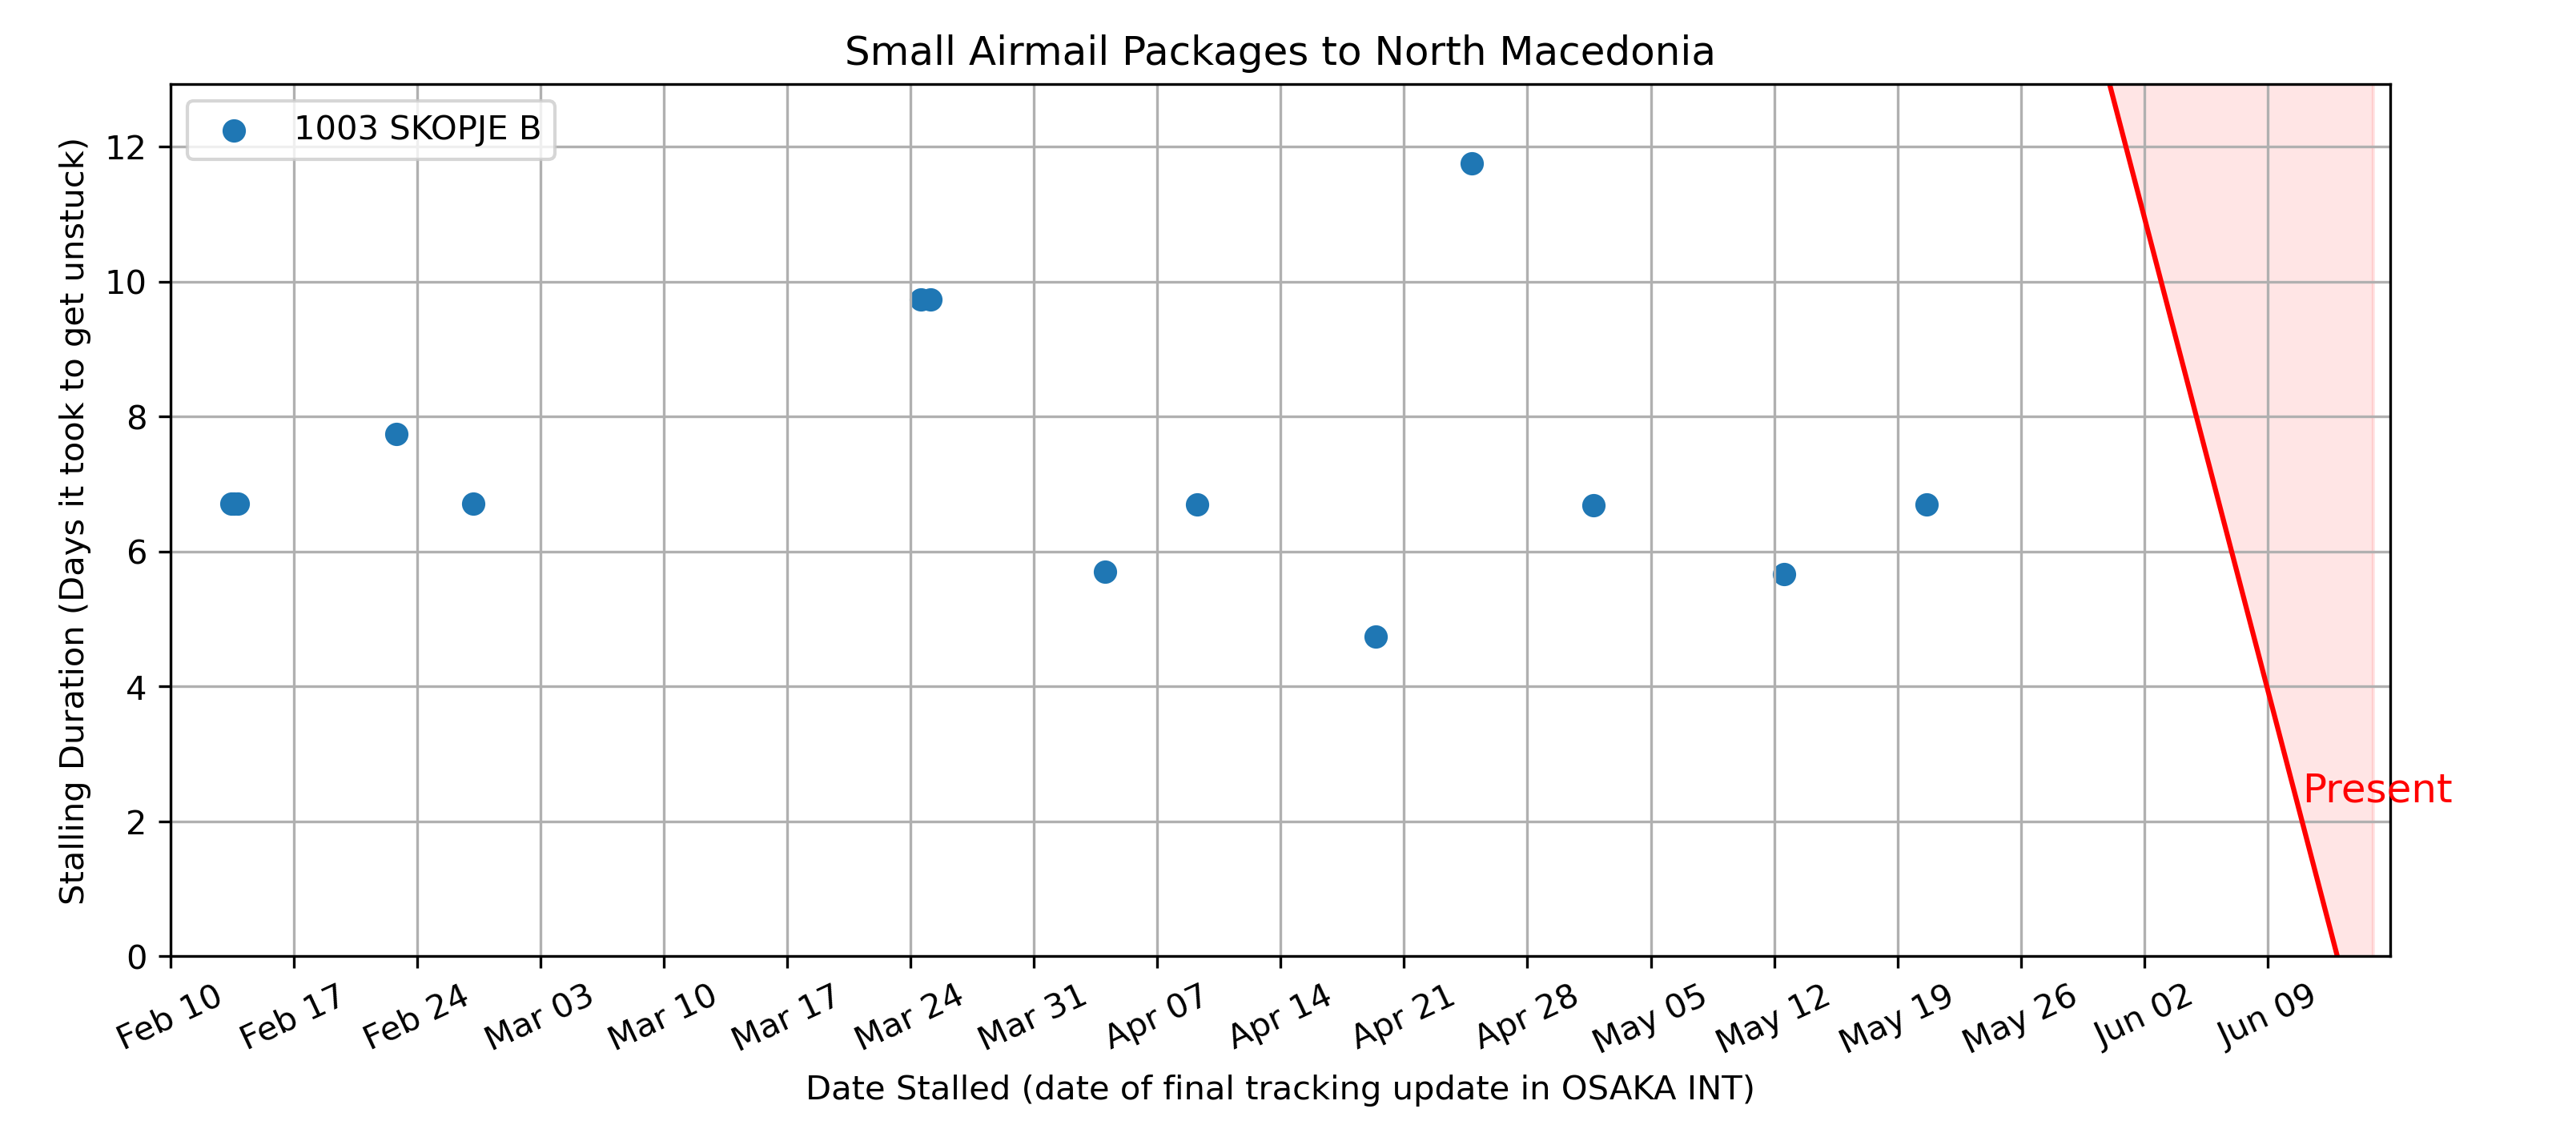 Small Airmail Packages to North Macedonia
1003 SKOPJE B
Stalling Duration (Days it took to get unstuck)
12
10
8
6
4
2
0
Present
Feb 10
Feb 17
Feb 24
Mar 03
Mar 10
Mar 17
Mar 24
Mar 31
Apr 07
Apr 14
Apr 21
Apr 28
May 05
May 12
May 19
May 26
Jun 02
Jun 09
Date Stalled (date of final tracking update in OSAKA INT)